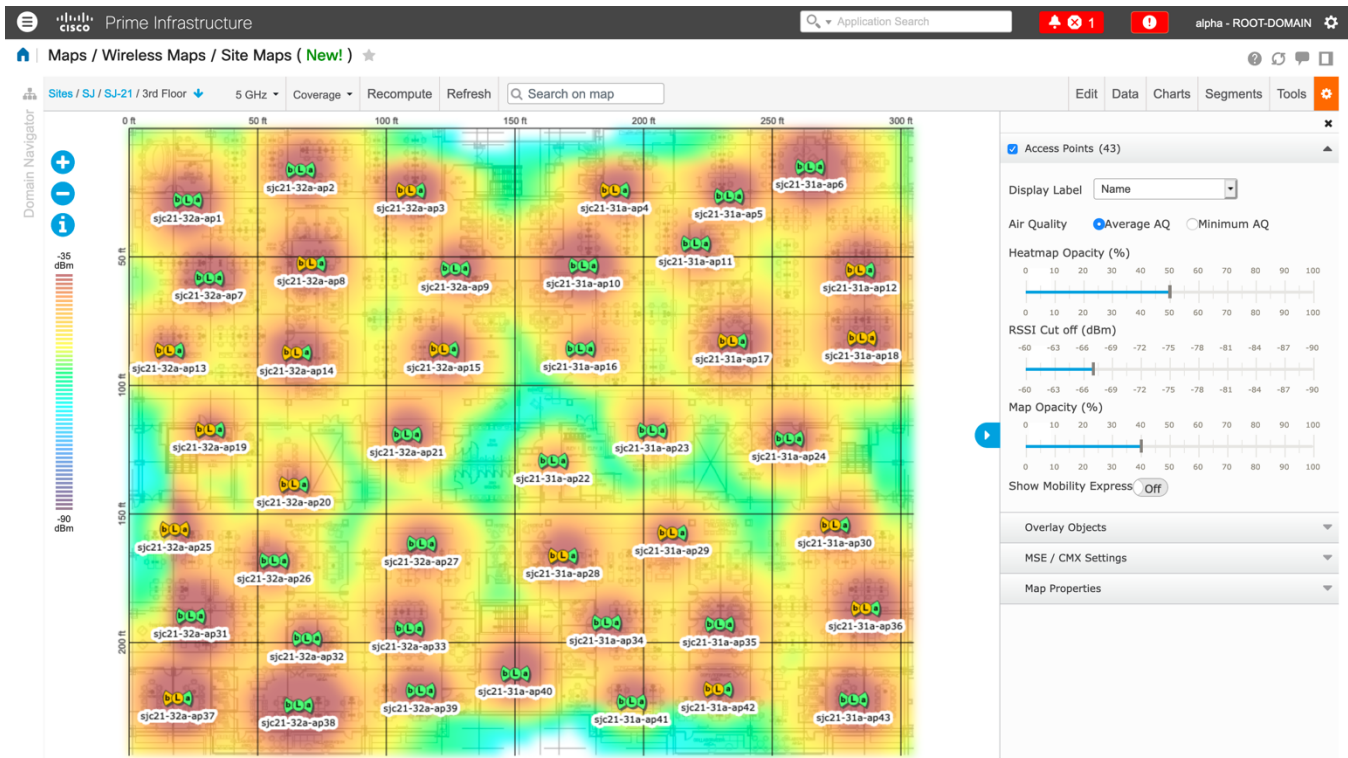 cisco Prime Infrastructure
Application Search
1
alpha - ROOT-DOMAIN
Maps / Wireless Maps / Site Maps ( New! )
Domain Navigator
Sites / SJ / SJ-21 / 3rd Floor
5 GHz
Coverage
Recompute
Refresh
Search on map
Edit
Data
Charts
Segments
Tools
0 ft 50 ft 100 ft 150 ft 200 ft 250 ft 300 ft
50 ft
100 ft
150 ft
200 ft
-35
dBm
-90
dBm
sjc21-32a-ap1
sjc21-32a-ap2
sjc21-32a-ap3
sjc21-31a-ap4
sjc21-31a-ap5
sjc21-31a-ap6
sjc21-32a-ap7
sjc21-32a-ap8
sjc21-32a-ap9
sjc21-31a-ap10
sjc21-31a-ap11
sjc21-31a-ap12
sjc21-32a-ap13
sjc21-32a-ap14
sjc21-32a-ap15
sjc21-31a-ap16
sjc21-31a-ap17
sjc21-31a-ap18
sjc21-32a-ap19
sjc21-32a-ap20
sjc21-32a-ap21
sjc21-31a-ap22
sjc21-31a-ap23
sjc21-31a-ap24
sjc21-32a-ap25
sjc21-32a-ap26
sjc21-32a-ap27
sjc21-31a-ap28
sjc21-31a-ap29
sjc21-31a-ap30
sjc21-32a-ap31
sjc21-32a-ap32
sjc21-32a-ap33
sjc21-31a-ap34
sjc21-31a-ap35
sjc21-31a-ap36
sjc21-32a-ap37
sjc21-32a-ap38
sjc21-32a-ap39
sjc21-31a-ap40
sjc21-31a-ap41
sjc21-31a-ap42
sjc21-31a-ap43
Access Points (43)
Display Label Name
Air Quality Average AQ Minimum AQ
Heatmap Opacity (%)
0 10 20 30 40 50 60 70 80 90 100
0 10 20 30 40 50 60 70 80 90 100
RSSI Cut off (dBm)
-60 -63 -66 -69 -72 -75 -78 -81 -84 -87 -90
-60 -63 -66 -69 -72 -75 -78 -81 -84 -87 -90
Map Opacity (%)
0 10 20 30 40 50 60 70 80 90 100
0 10 20 30 40 50 60 70 80 90 100
Show Mobility Express Off
Overlay Objects
MSE / CMX Settings
Map Properties